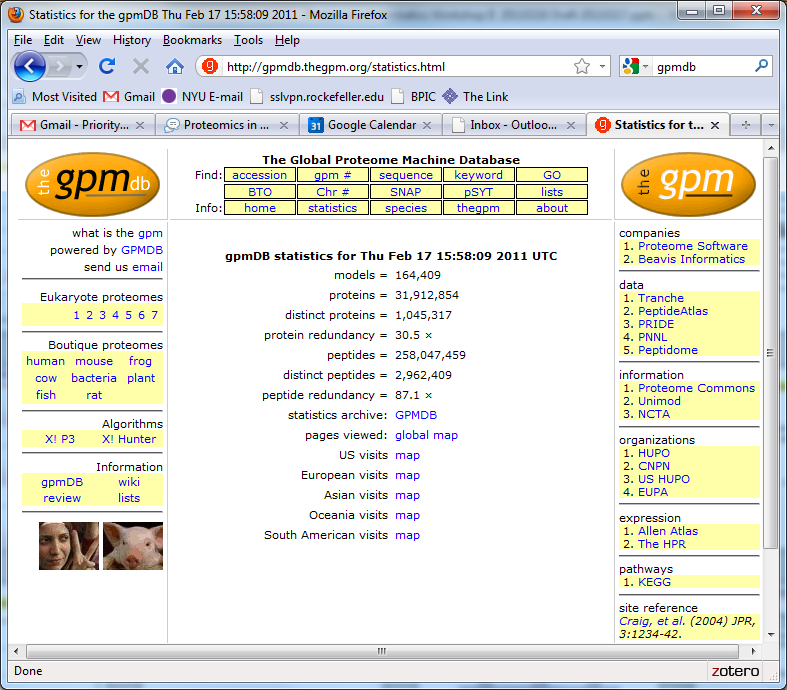 Statistics for the gpmDB Thu Feb 17 15:58:09 2011 - Mozilla Firefox
File Edit View History Bookmarks Tools Help
http://gpmdb.thegpm.org/statistics.html gpmdb
Most Visited Gmail NYU E-mail sslvpn.rockefeller.edu BPIC The Link
Gmail - Priority,... Proteomics in ... 31 Google Calendar Inbox - Outloo... Statistics for t...
the gpm db
what is the gpm
powered by GPMDB
send us email
Eukaryote proteomes
1 2 3 4 5 6 7
Boutique proteomes
human mouse frog
cow bacteria plant
fish rat
Algorithms
X! P3 X! Hunter
Information
gpmDB wiki
review lists
The Global Proteome Machine Database
Find: accession gpm # sequence keyword GO
BTO Chr # SNAP pSYT lists
Info: home statistics species thegpm about
gpmDB statistics for Thu Feb 17 15:58:09 2011 UTC
models = 164,409
proteins = 31,912,854
distinct proteins = 1,045,317
protein redundancy = 30.5 ×
peptides = 258,047,459
distinct peptides = 2,962,409
peptide redundancy = 87.1 ×
statistics archive: GPMDB
pages viewed: global map
US visits map
European visits map
Asian visits map
Oceania visits map
South American visits map
the gpm
companies
1. Proteome Software
2. Beavis Informatics
data
1. Tranche
2. PeptideAtlas
3. PRIDE
4. PNNL
5. Peptidome
information
1. Proteome Commons
2. Unimod
3. NCTA
organizations
1. HUPO
2. CNPN
3. US HUPO
4. EUPA
expression
1. Allen Atlas
2. The HPR
pathways
1. KEGG
site reference
Craig, et al. (2004) JPR,
3:1234-42.
Done zotero